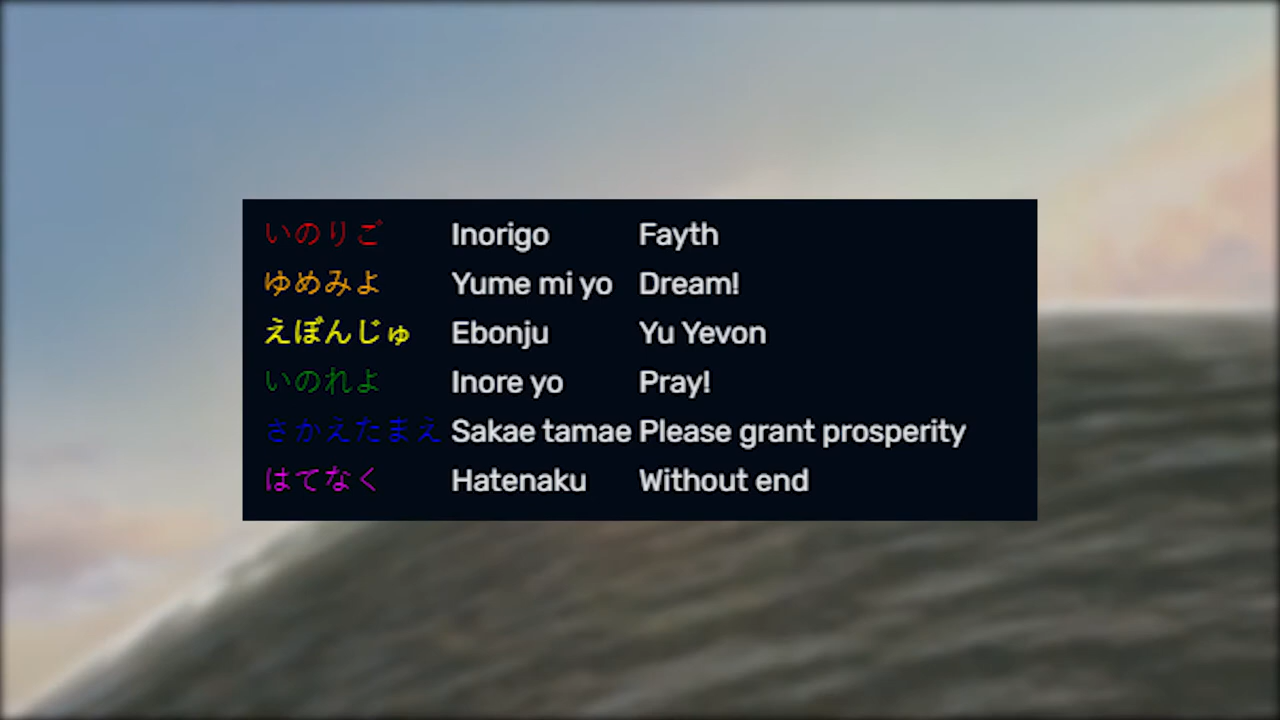 いのりご Inorigo Fayth
ゆめみよ Yume mi yo Dream!
えぼんじゅ Ebonju Yu Yevon
いのれよ Inore yo Pray!
さかえたまえ Sakae tamae Please grant prosperity
はてなく Hatenaku Without end